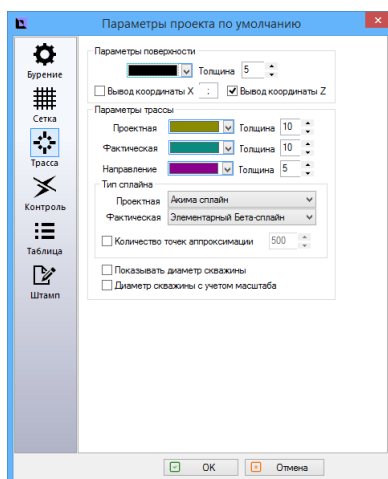 Параметры проекта по умолчанию
Бурение
Сетка
Трасса
Контроль
Таблица
Штамп
Параметры поверхности
Толщина 5
Вывод координаты X ; Вывод координаты Z
Параметры трассы
Проектная Толщина 10
Фактическая Толщина 10
Направление Толщина 5
Тип сплайна
Проектная Акима сплайн
Фактическая Элементарный Бета-сплайн
Количество точек аппроксимации 500
Показывать диаметр скважины
Диаметр скважины с учетом масштаба
OK Отмена